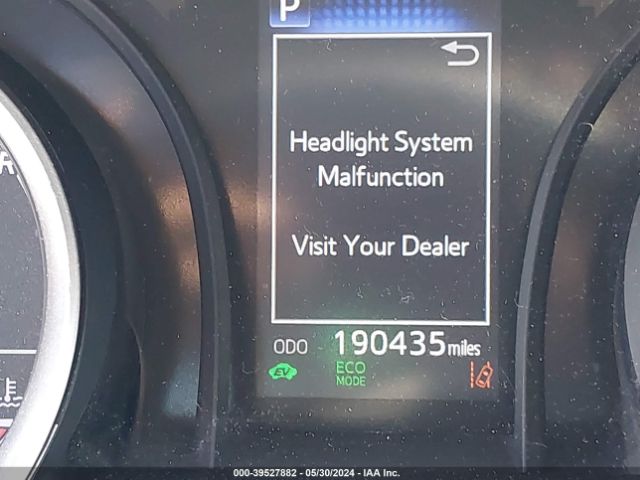 P
Headlight System
Malfunction
Visit Your Dealer
ODO 190435 miles
EV ECO
MODE
R
E
000-39527882 - 05/30/2024 - IAA Inc.